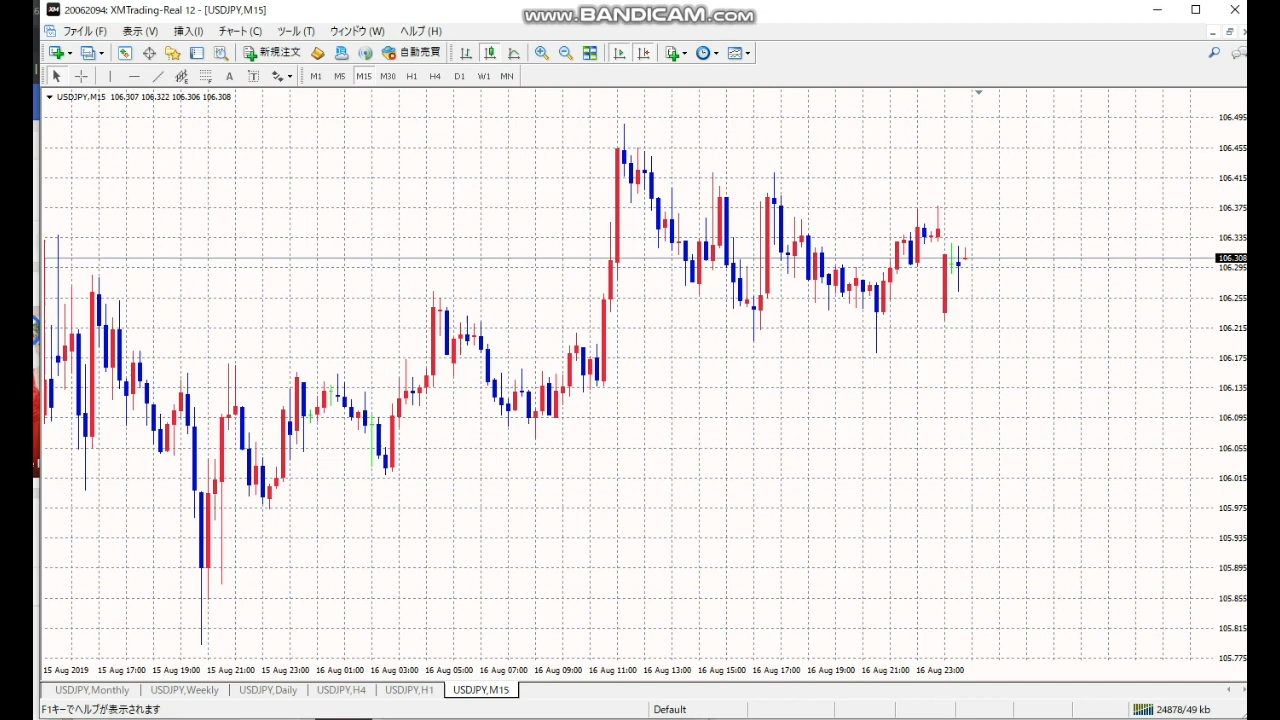 20062094: XMTrading-Real 12 - [USDJPY,M15]
www.BANDICAM.com
ファイル (F) 表示 (V) 挿入(I) チャート (C) ツール (T) ウィンドウ (W) ヘルプ (H)
新規注文 自動売買
A T M1 M5 M15 M30 H1 H4 D1 W1 MN
USDJPY,M15 106.307 106.322 106.306 106.308
106.495
106.455
106.415
106.375
106.335
106.308
106.295
106.255
106.215
106.175
106.135
106.095
106.055
106.015
105.975
105.935
105.895
105.855
105.815
105.775
15 Aug 2019 15 Aug 17:00 15 Aug 19:00 15 Aug 21:00 15 Aug 23:00 16 Aug 01:00 16 Aug 03:00 16 Aug 05:00 16 Aug 07:00 16 Aug 09:00 16 Aug 11:00 16 Aug 13:00 16 Aug 15:00 16 Aug 17:00 16 Aug 19:00 16 Aug 21:00 16 Aug 23:00
USDJPY,Monthly USDJPY,Weekly USDJPY,Daily USDJPY,H4 USDJPY,H1 USDJPY,M15
F1キーでヘルプが表示されます Default 24878/49 kb